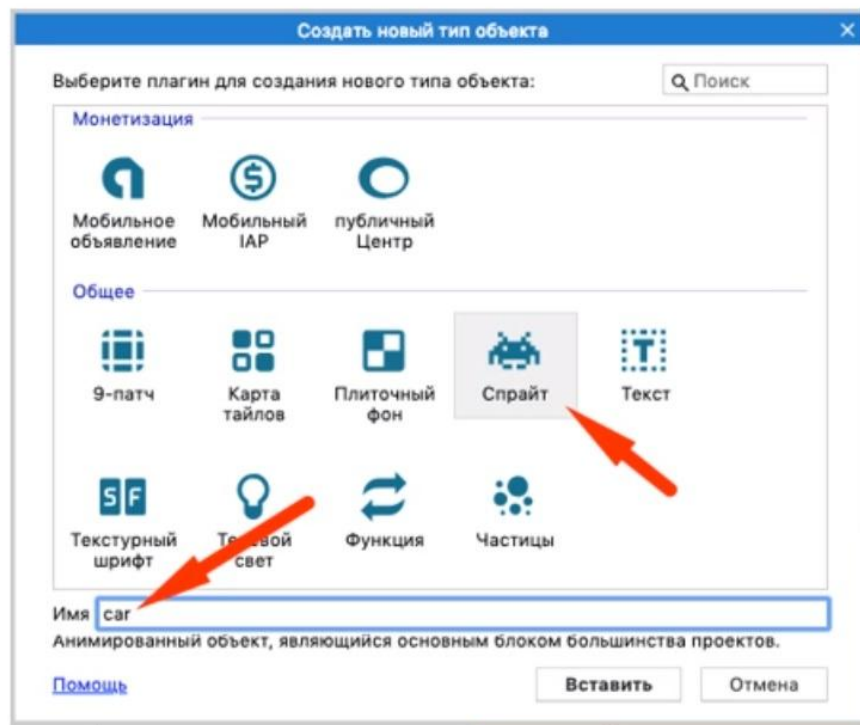 Создать новый тип объекта
Выберите плагин для создания нового типа объекта:
Поиск
Монетизация
Мобильное
объявление
Мобильный
IAP
публичный
Центр
Общее
9-патч
Карта
тайлов
Плиточный
фон
Спрайт
Текст
SF
Текстурный
шрифт
свет
Функция
Частицы
Имя car
Анимированный объект, являющийся основным блоком большинства проектов.
Помощь
Вставить
Отмена